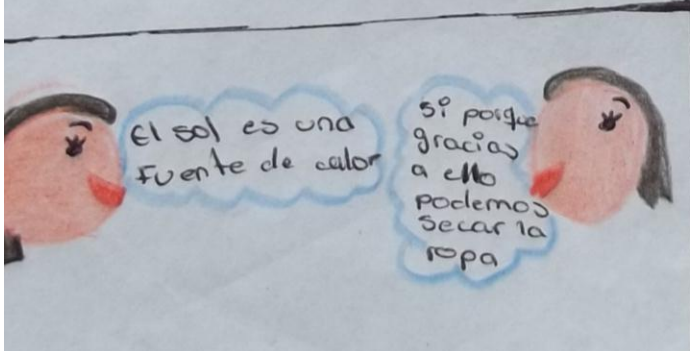 El sol es una
fuente de calor
si porque
gracias
a ello
podemos
secar la
ropa